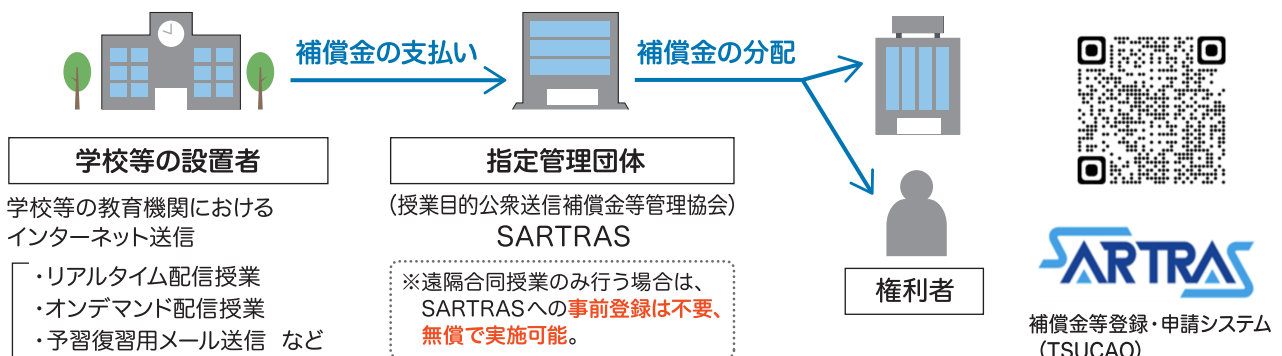 補償金の支払い
補償金の分配
学校等の設置者
学校等の教育機関における
インターネット送信
・リアルタイム配信授業
・オンデマンド配信授業
・予習復習用メール送信 など
指定管理団体
(授業目的公衆送信補償金等管理協会)
SARTRAS
※遠隔合同授業のみ行う場合は、
SARTRASへの事前登録は不要、
無償で実施可能。
権利者
SARTRAS
補償金等登録・申請システム
(TSUCAO)